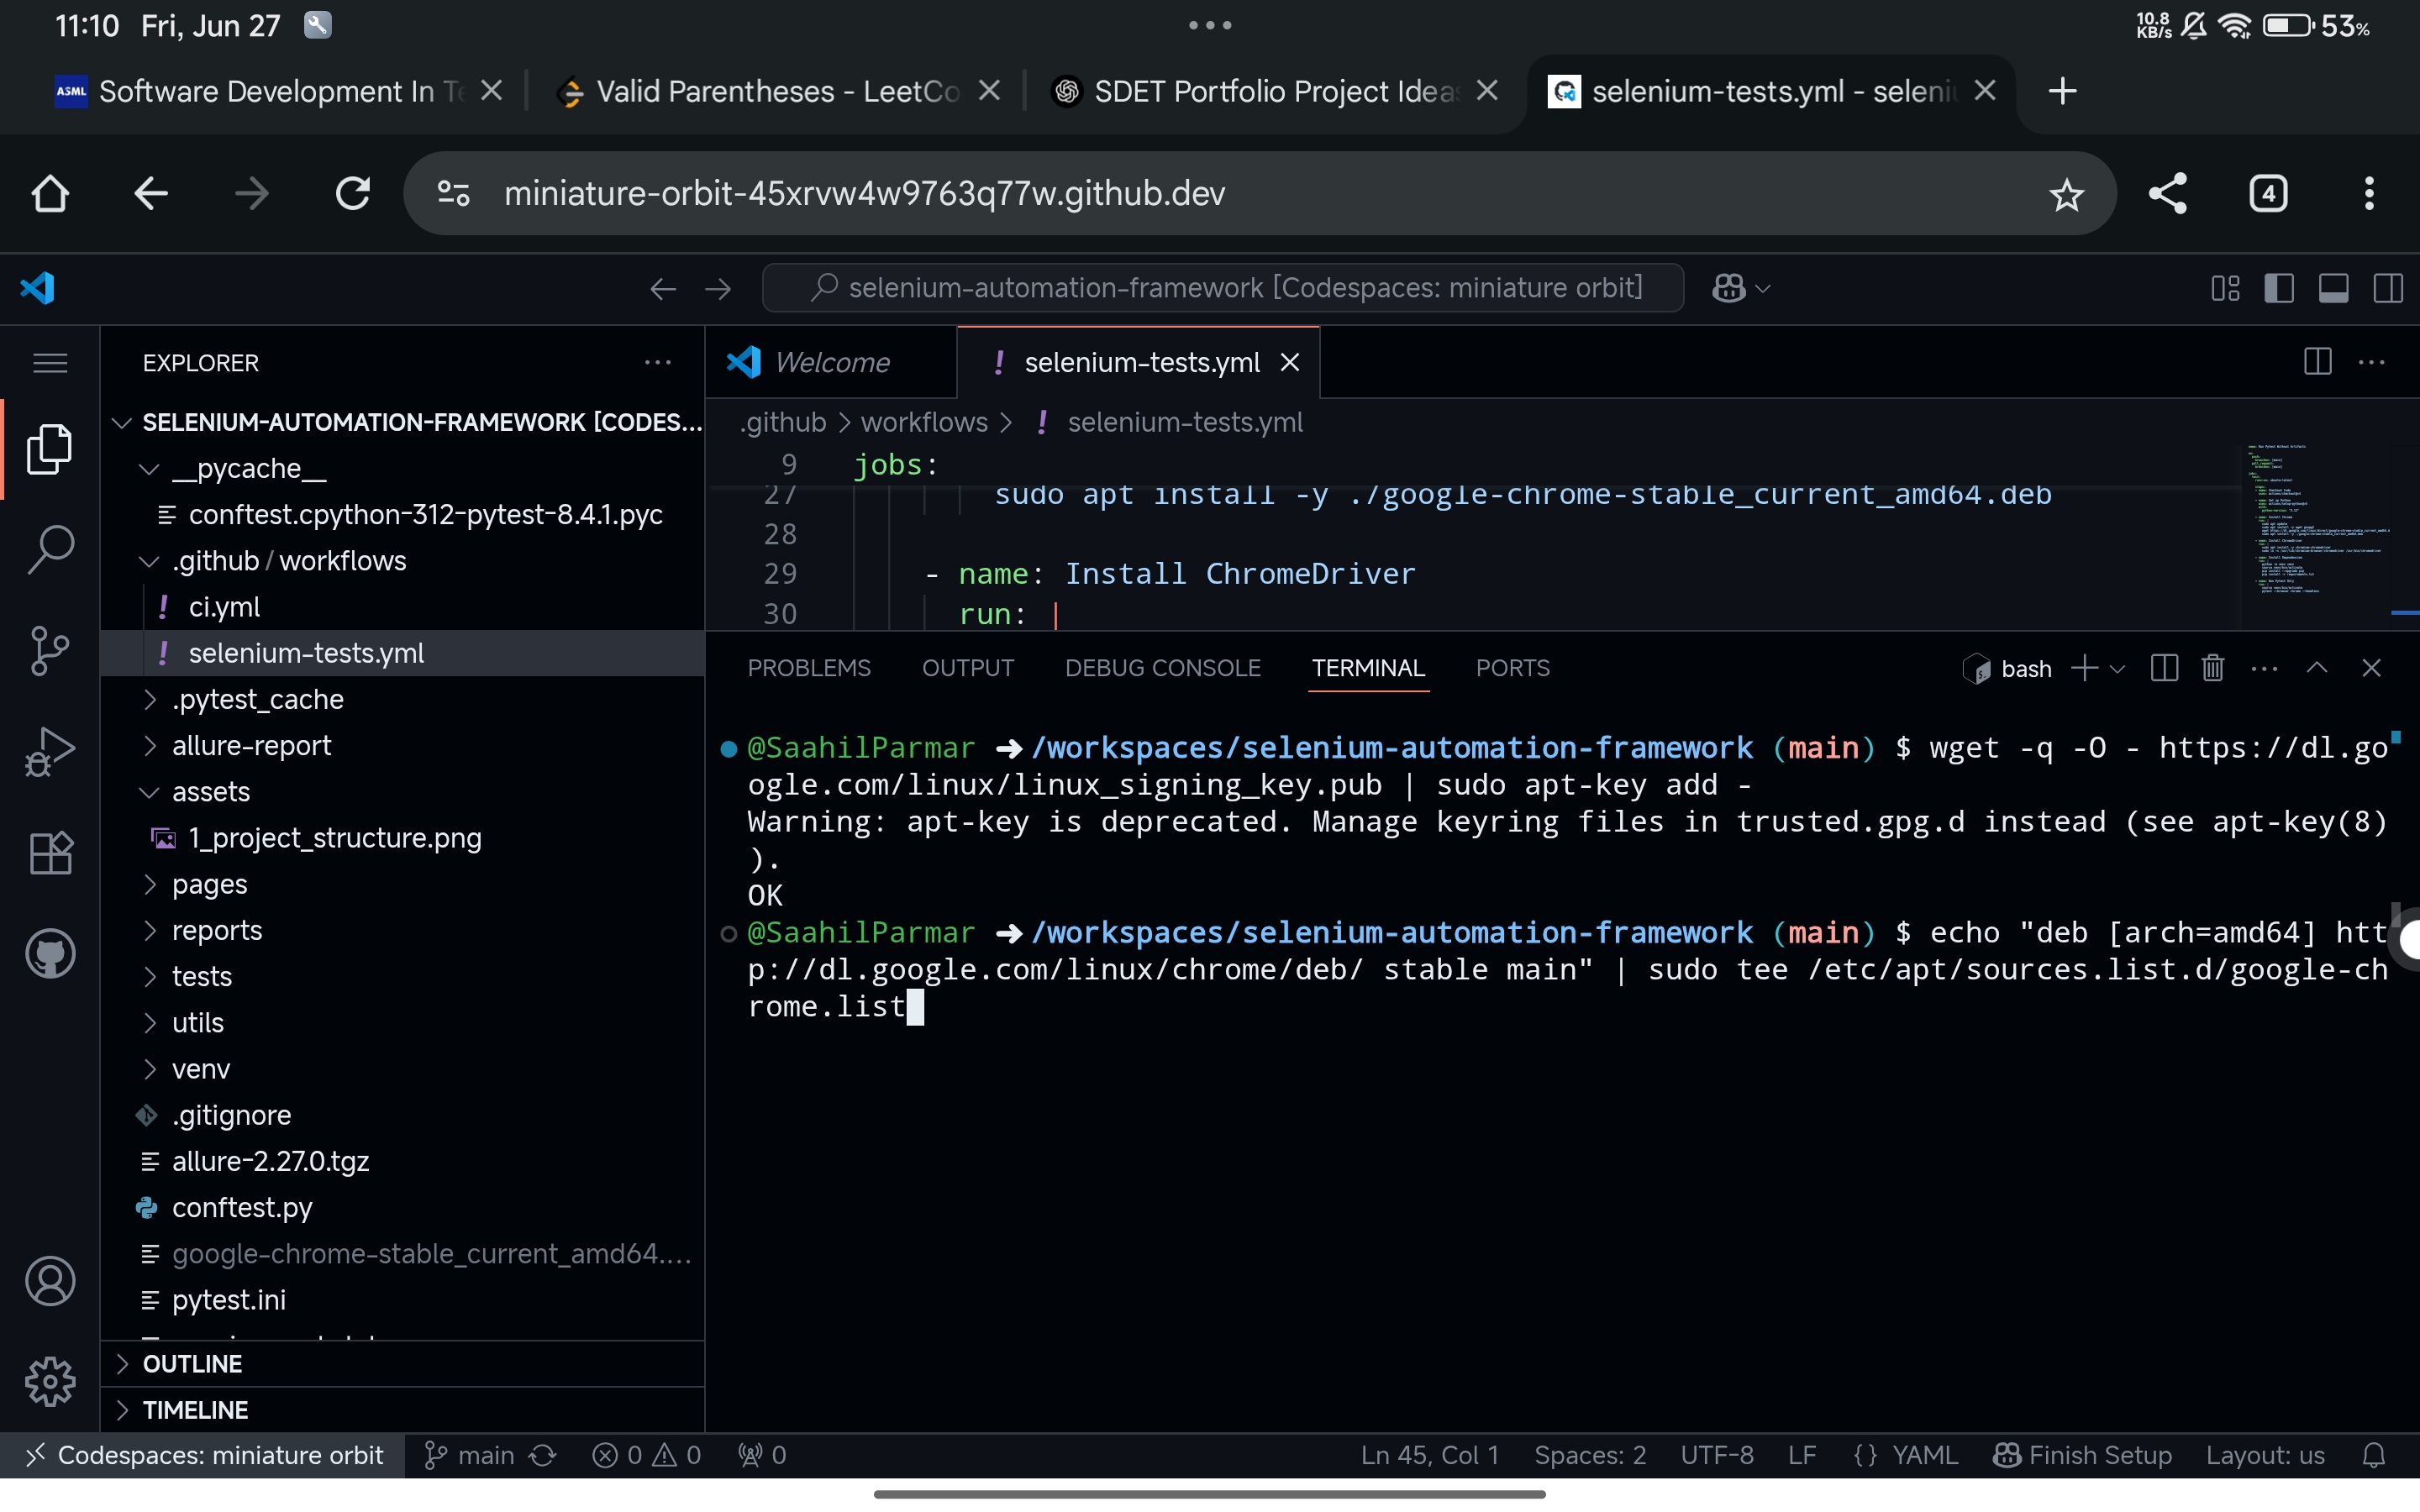 11:10 Fri, Jun 27
10.8 KB/s 53%
ASML Software Development In Te
Valid Parentheses - LeetCo
SDET Portfolio Project Ideas
selenium-tests.yml - seleni
miniature-orbit-45xrvw4w9763q77w.github.dev
4
selenium-automation-framework [Codespaces: miniature orbit]
EXPLORER
SELENIUM-AUTOMATION-FRAMEWORK [CODES...
__pycache__
conftest.cpython-312-pytest-8.4.1.pyc
.github / workflows
ci.yml
selenium-tests.yml
.pytest_cache
allure-report
assets
1_project_structure.png
pages
reports
tests
utils
venv
.gitignore
allure-2.27.0.tgz
conftest.py
google-chrome-stable_current_amd64....
pytest.ini
OUTLINE
TIMELINE
Welcome
selenium-tests.yml
.github > workflows > ! selenium-tests.yml
9 jobs:
27 sudo apt install -y ./google-chrome-stable_current_amd64.deb
28
29 - name: Install ChromeDriver
30 run: |
PROBLEMS OUTPUT DEBUG CONSOLE TERMINAL PORTS
bash
@SaahilParmar ➜ /workspaces/selenium-automation-framework (main) $ wget -q -O - https://dl.go
ogle.com/linux/linux_signing_key.pub | sudo apt-key add -
Warning: apt-key is deprecated. Manage keyring files in trusted.gpg.d instead (see apt-key(8)
).
OK
@SaahilParmar ➜ /workspaces/selenium-automation-framework (main) $ echo "deb [arch=amd64] htt
p://dl.google.com/linux/chrome/deb/ stable main" | sudo tee /etc/apt/sources.list.d/google-ch
rome.list
Codespaces: miniature orbit main 0 0 0 Ln 45, Col 1 Spaces: 2 UTF-8 LF {} YAML Finish Setup Layout: us